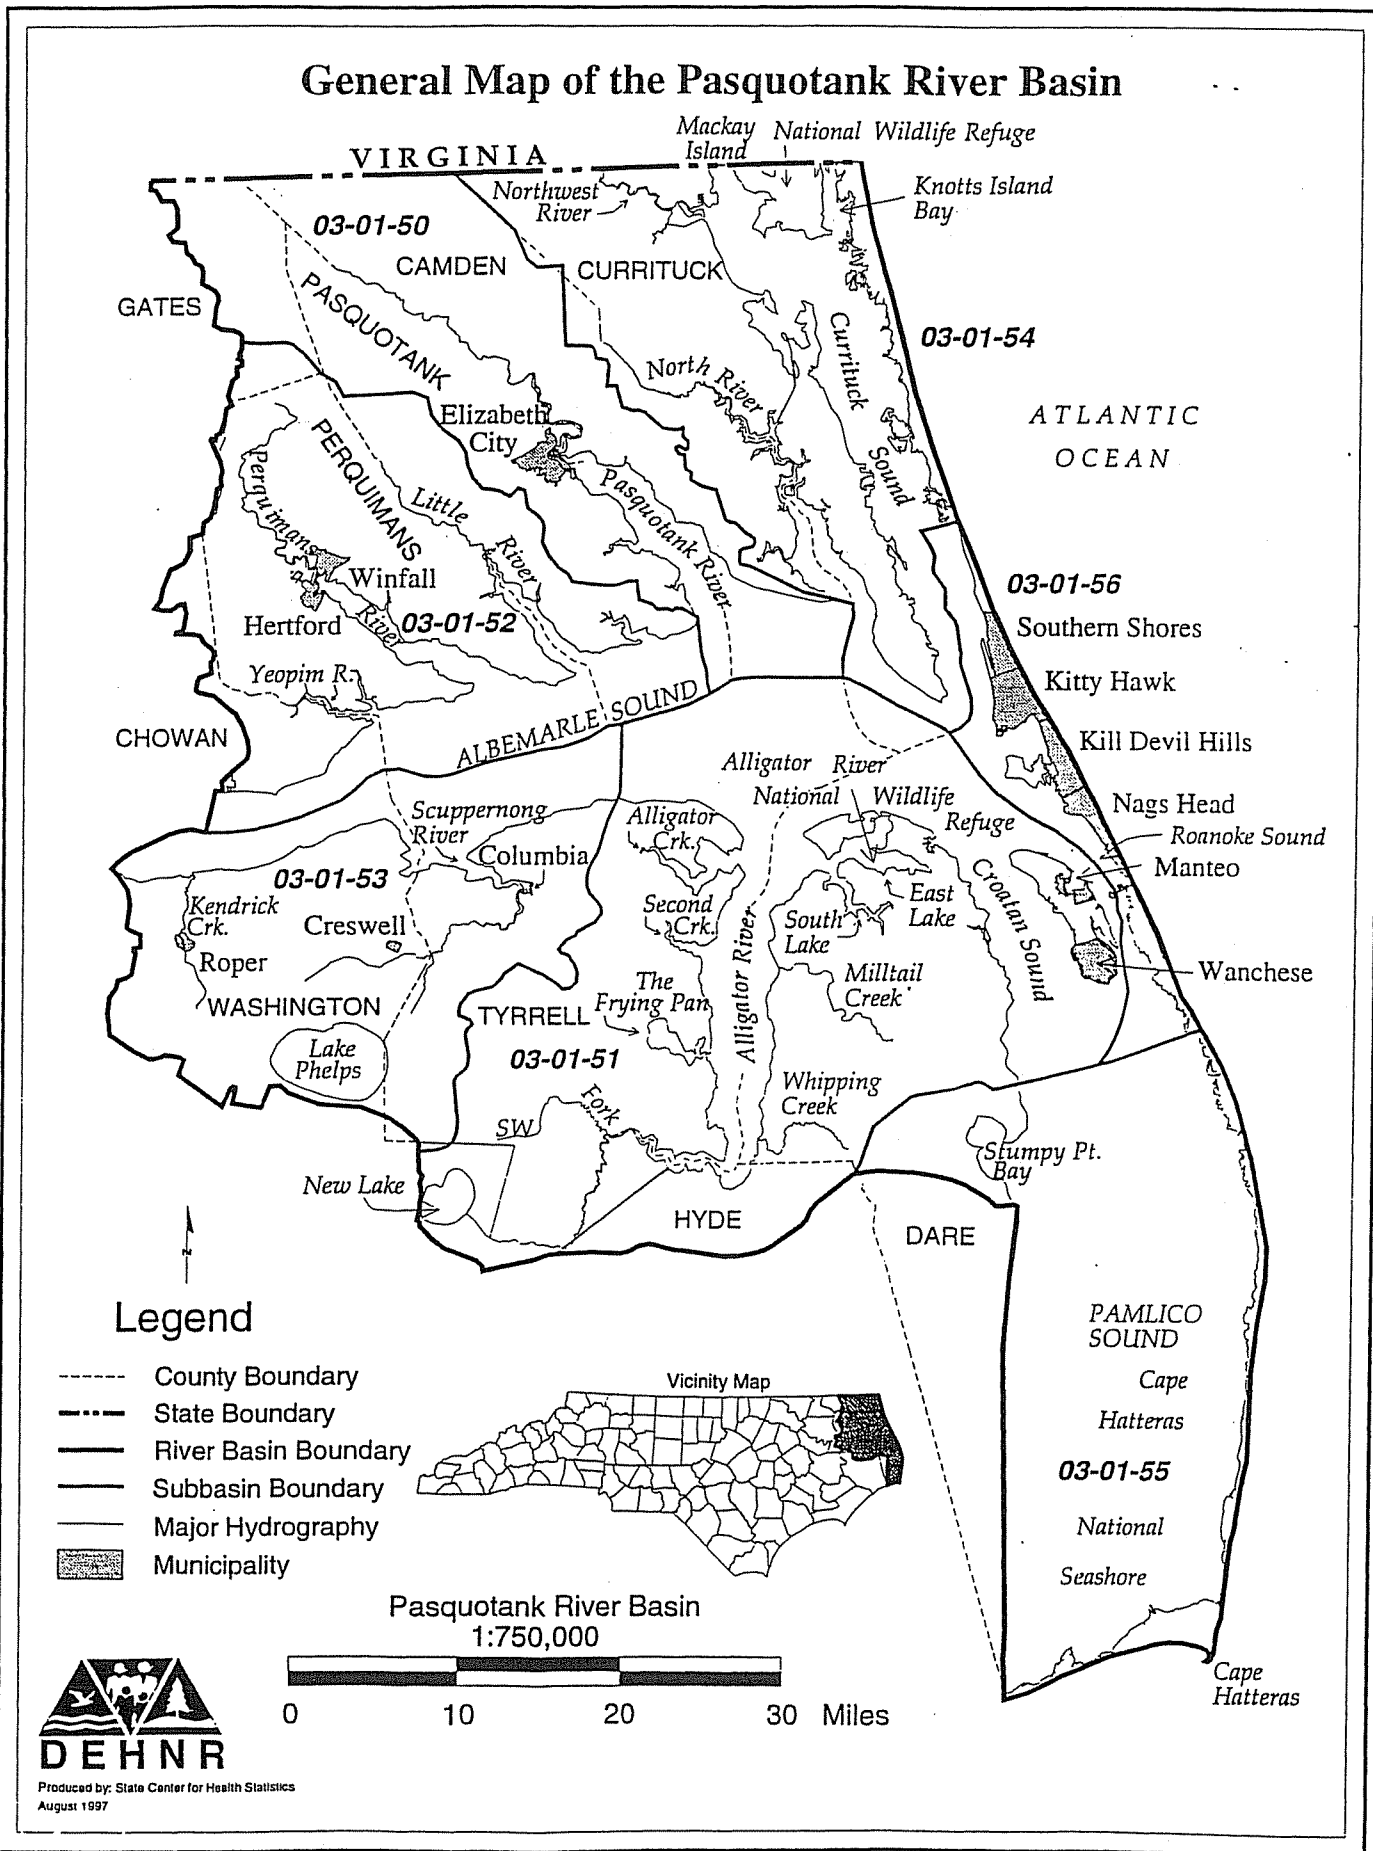 General Map of the Pasquotank River Basin
Mackay
Island
National Wildlife Refuge
VIRGINIA
Northwest
River
Knotts Island
Bay
03-01-50
CAMDEN
CURRITUCK
GATES
PASQUOTANK
03-01-54
Currituck
Sound
North River
ATLANTIC
OCEAN
Elizabeth
City
PERQUIMANS
Perquimans
River
Little
River
Pasquotank River
Winfall
Hertford
03-01-52
03-01-56
Southern Shores
Yeopim R.
Kitty Hawk
CHOWAN
ALBEMARLE SOUND
Kill Devil Hills
Alligator River
National Wildlife
Refuge
Nags Head
Roanoke Sound
Manteo
Scuppernong
River
Columbia
Alligator
Crk.
03-01-53
Kendrick
Crk.
Creswell
Second
Crk.
South
Lake
East
Lake
Croatan Sound
Roper
Alligator River
Wanchese
Milltail
Creek
The
Frying Pan
WASHINGTON
TYRRELL
Lake
Phelps
03-01-51
Whipping
Creek
SW
Fork
Stumpy Pt.
Bay
New Lake
HYDE
DARE
N
PAMLICO
SOUND
Cape
Hatteras
03-01-55
National
Seashore
Cape
Hatteras
Legend
County Boundary
State Boundary
River Basin Boundary
Subbasin Boundary
Major Hydrography
Municipality
Vicinity Map
Pasquotank River Basin
1:750,000
0 10 20 30 Miles
DEHNR
Produced by: State Center for Health Statistics
August 1997